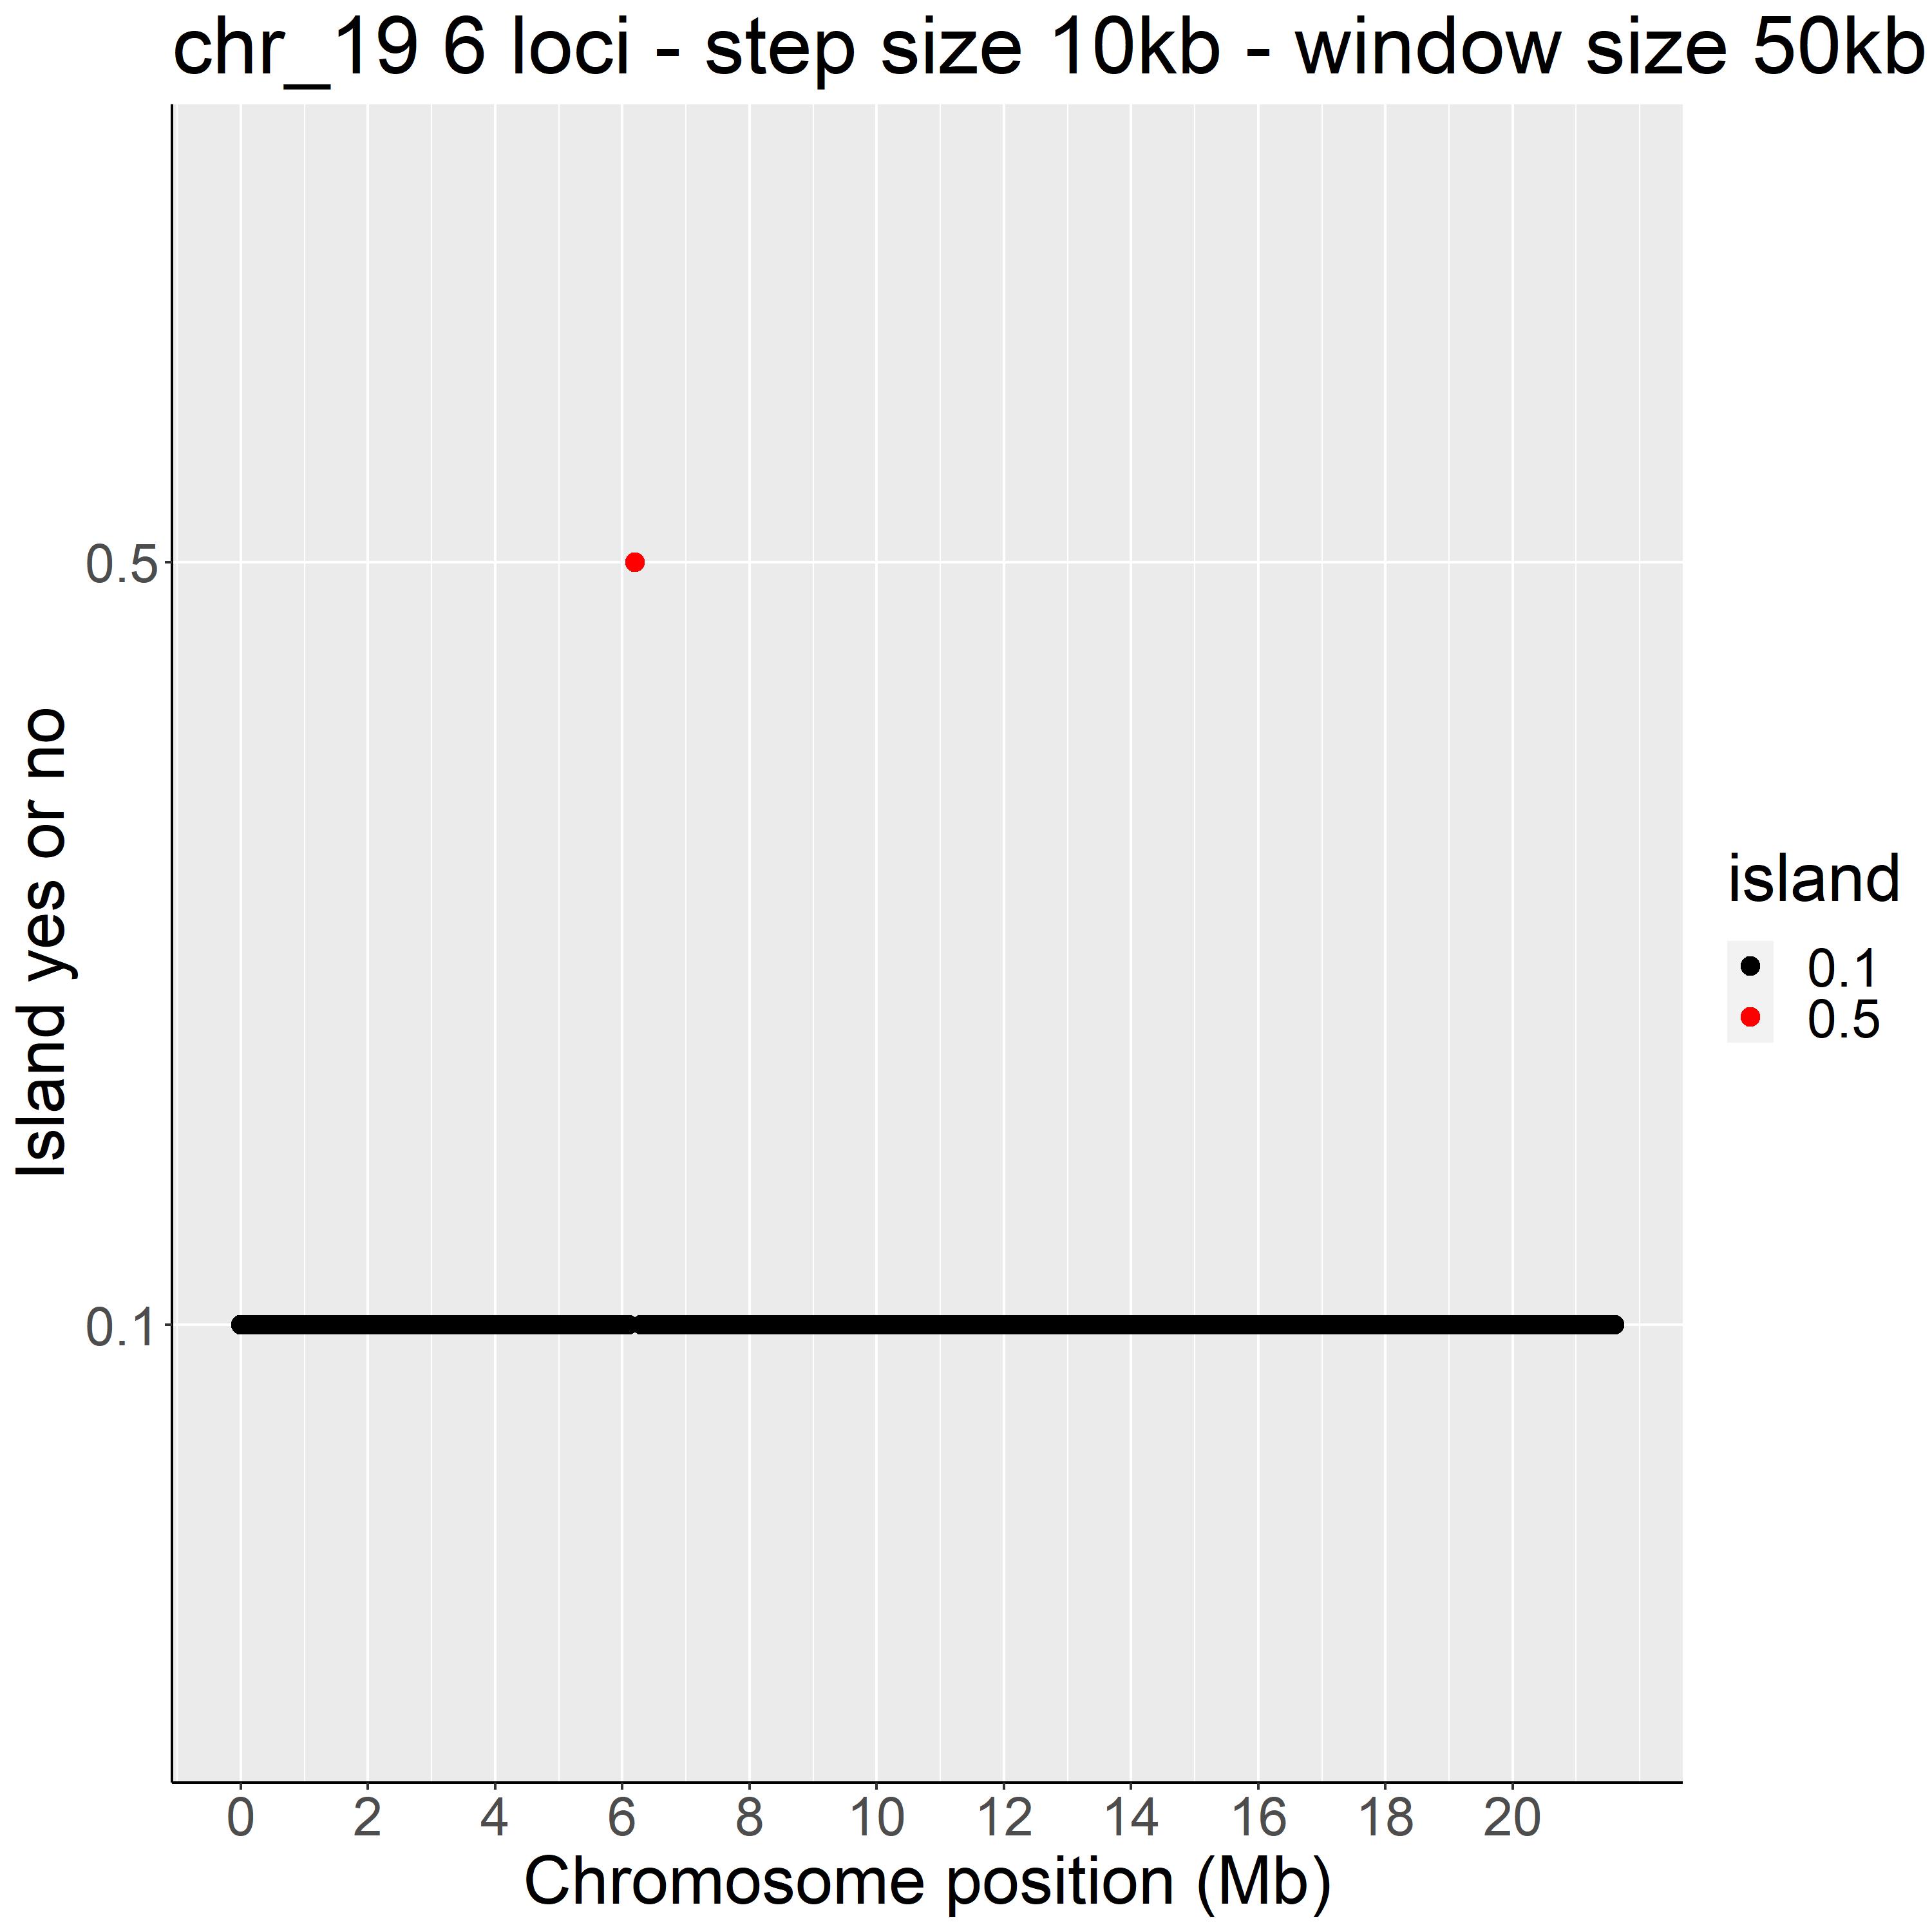 chr_19 6 loci - step size 10kb - window size 50kb
Island yes or no
0.5
0.1
0 2 4 6 8 10 12 14 16 18 20
Chromosome position (Mb)
island
0.1
0.5